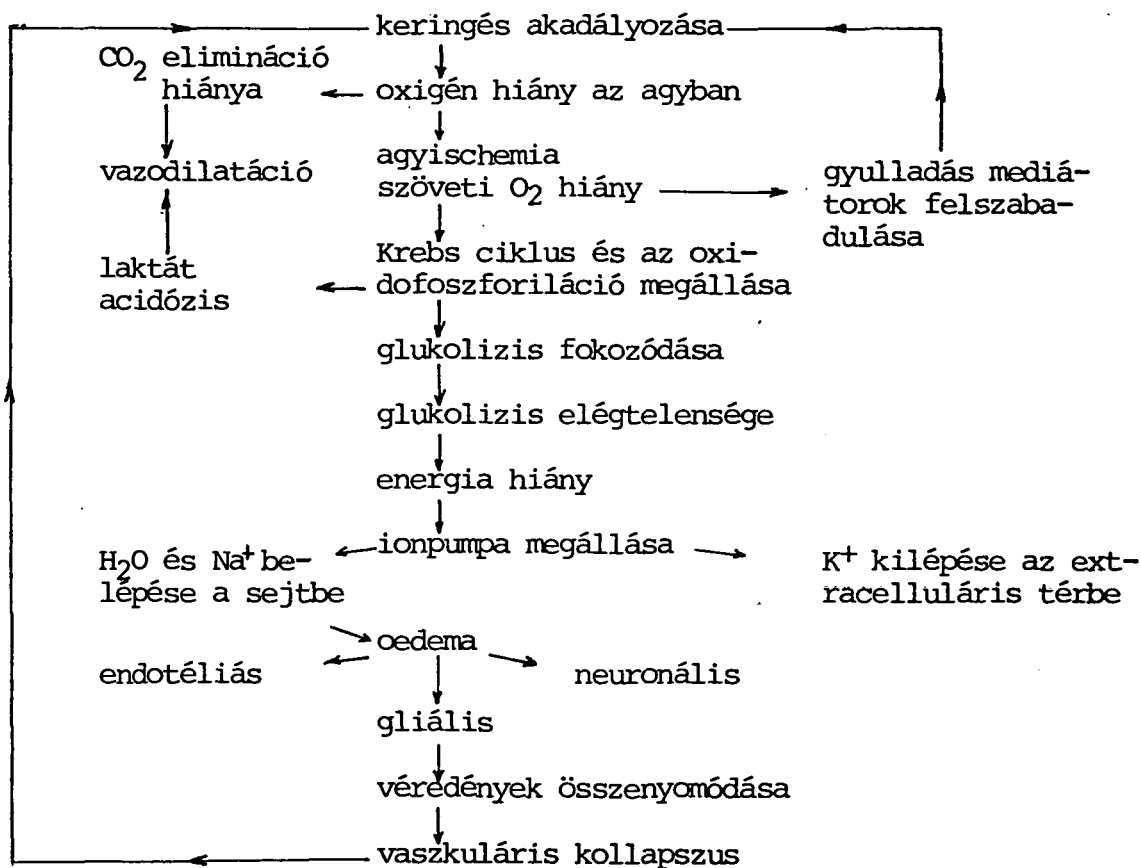 keringés akadályozása
CO₂ elimináció
hiánya
oxigén hiány az agyban
agyischemia
szöveti O₂ hiány
vazodilatáció
gyulladás mediá-
torok felszaba-
dulása
Krebs ciklus és az oxi-
dofoszforiláció megállása
laktát
acidózis
glukolizis fokozódása
glukolizis elégtelensége
energia hiány
ionpumpa megállása
H₂O és Na⁺ be-
lépése a sejtbe
K⁺ kilépése az ext-
racelluláris térbe
oedema
endotéliás
neuronális
gliális
véredények összenyomódása
vaszkuláris kollapszus